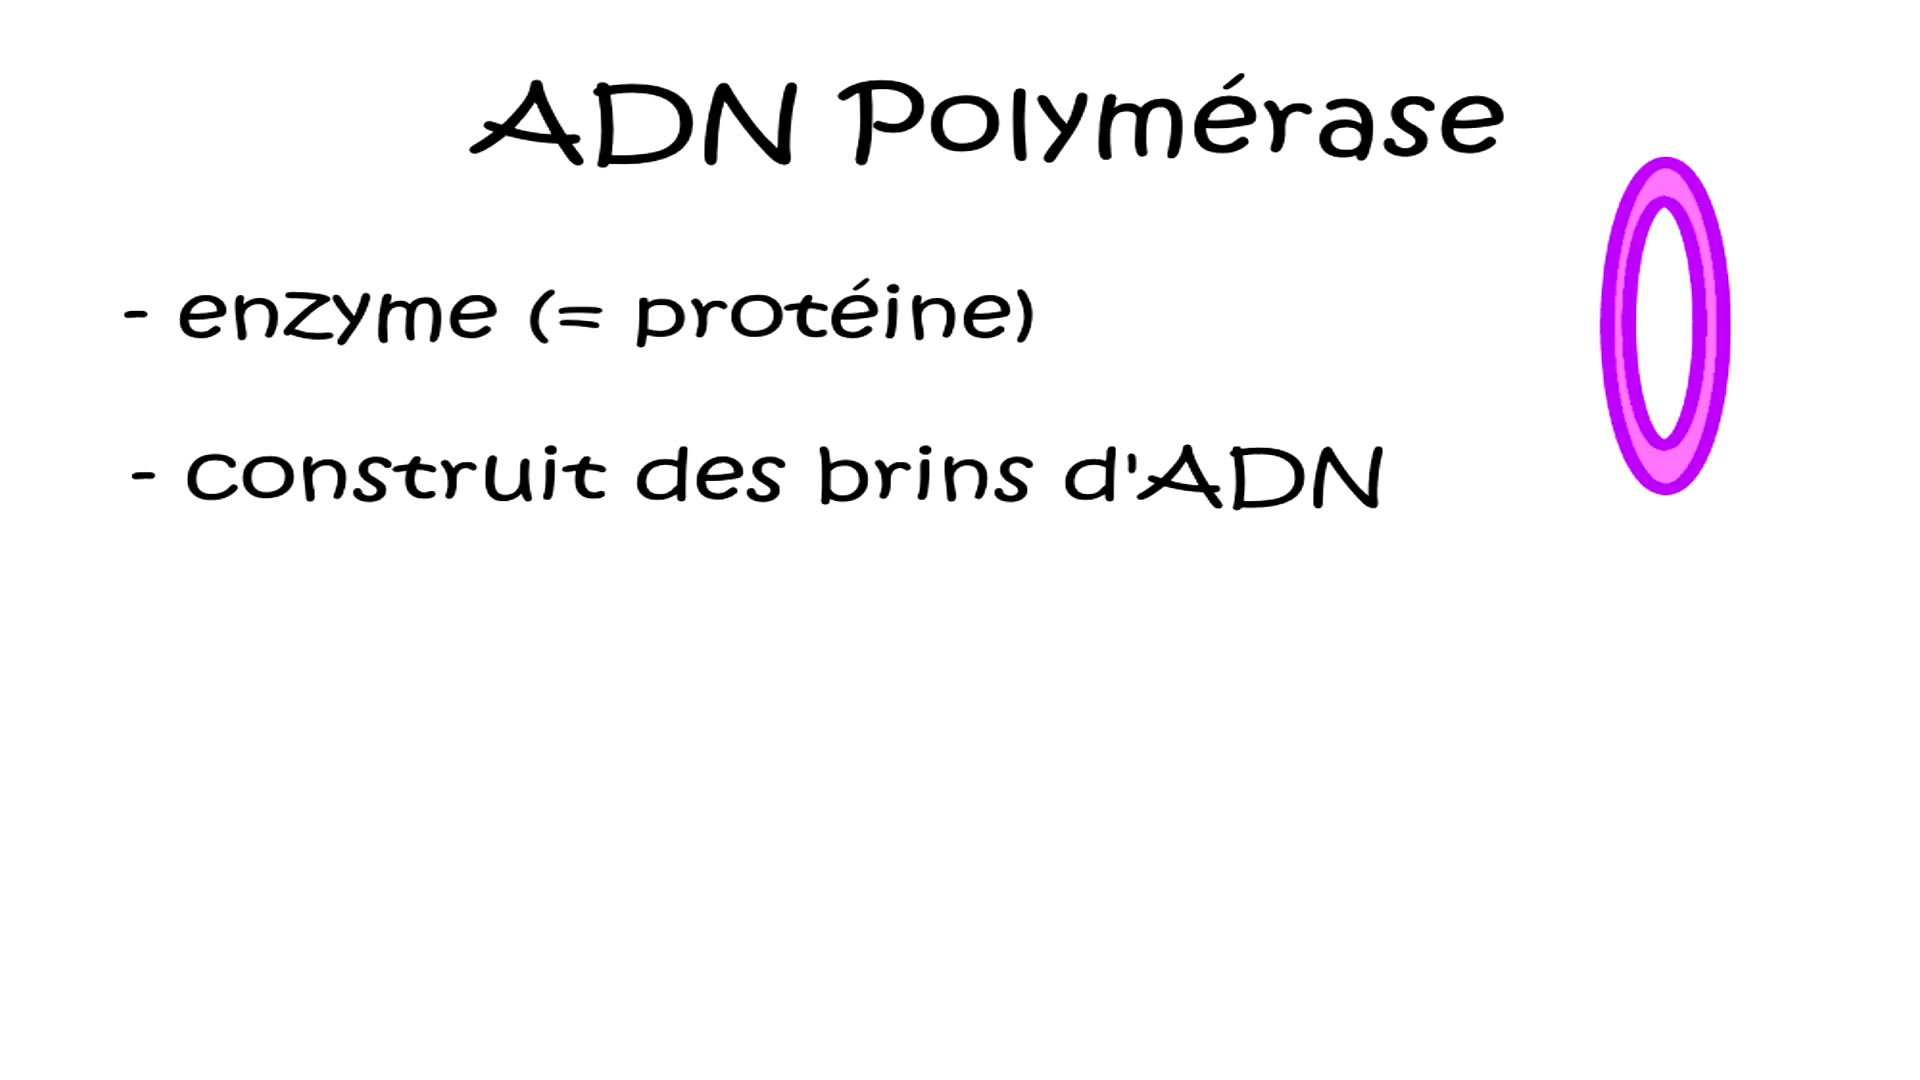 ADN Polymérase
- enzyme (= protéine)
- construit des brins d'ADN